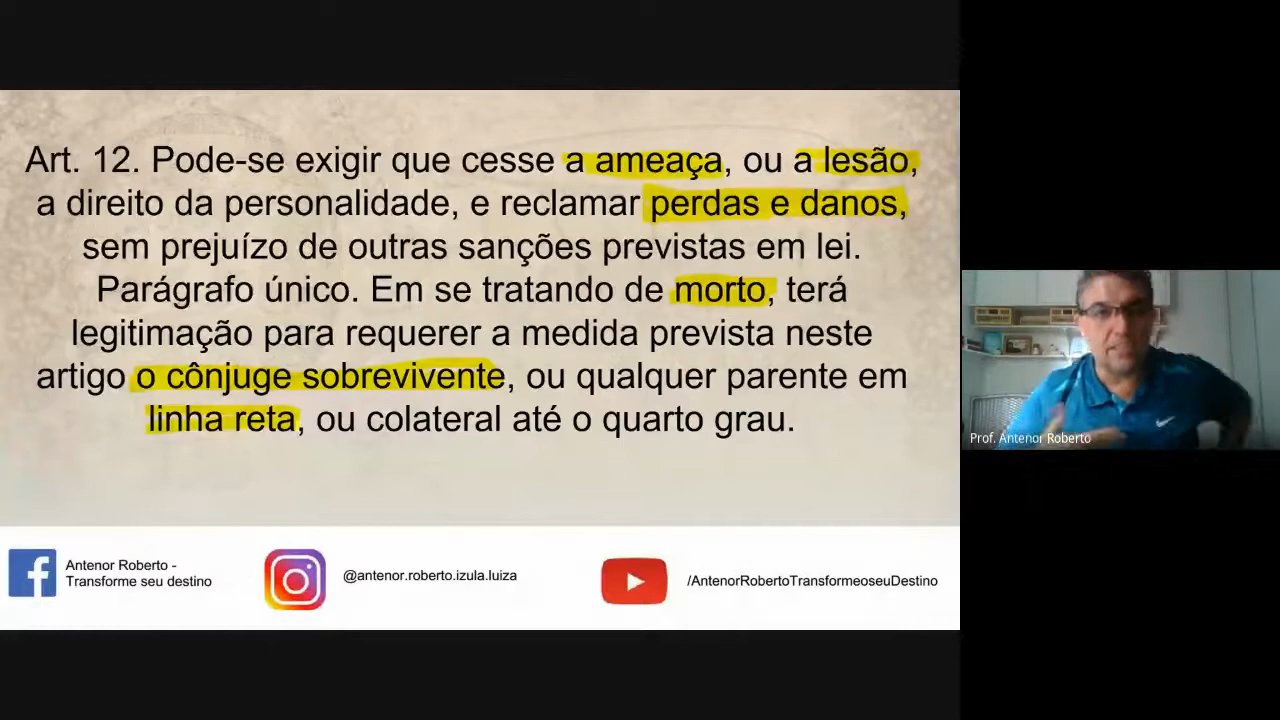 Art. 12. Pode-se exigir que cesse a ameaça, ou a lesão,
a direito da personalidade, e reclamar perdas e danos,
sem prejuízo de outras sanções previstas em lei.
Parágrafo único. Em se tratando de morto, terá
legitimação para requerer a medida prevista neste
artigo o cônjuge sobrevivente, ou qualquer parente em
linha reta, ou colateral até o quarto grau.
Prof. Antenor Roberto
Antenor Roberto -
Transforme seu destino
@antenor.roberto.izula.luiza
/AntenorRobertoTransformeoseuDestino